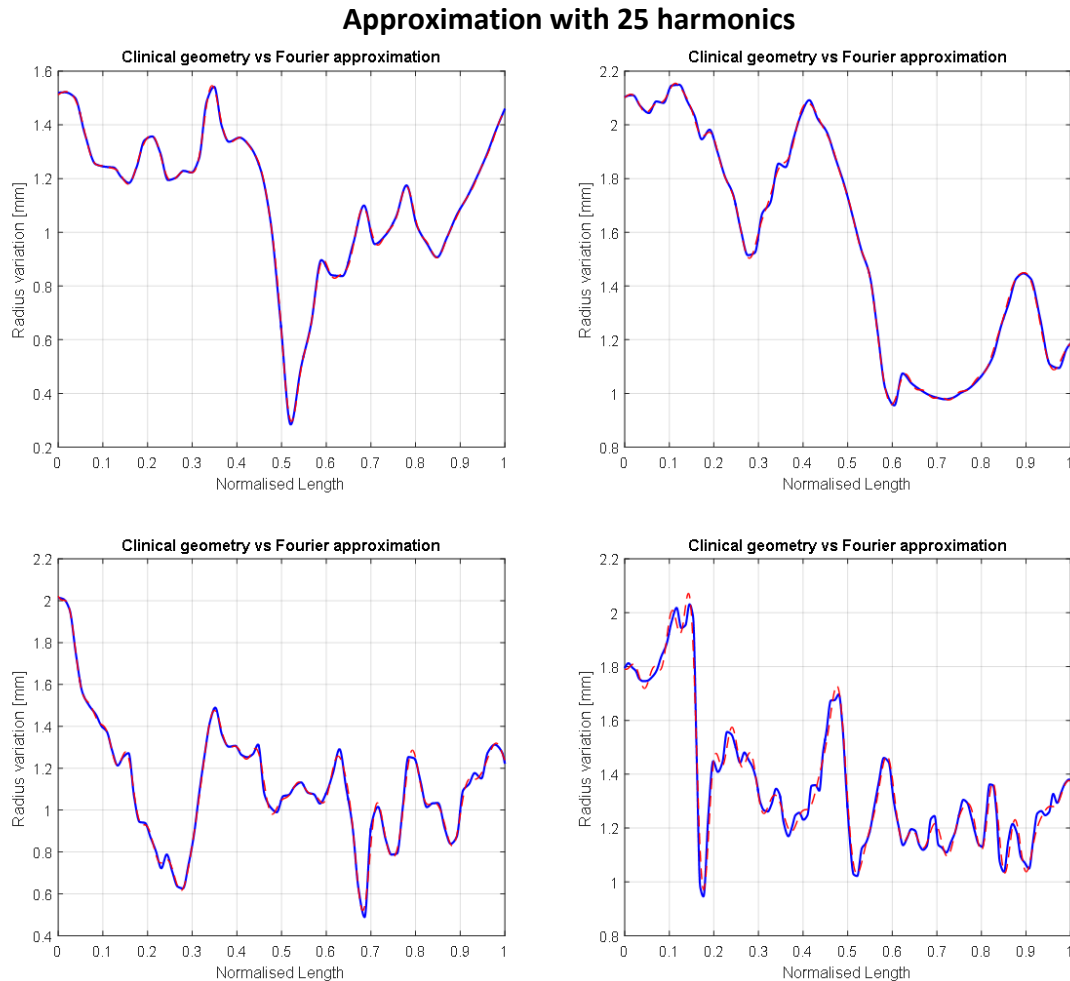 Approximation with 25 harmonics
Clinical geometry vs Fourier approximation
1.6
1.4
1.2
1
0.8
0.6
0.4
0.2
Radius variation [mm]
0 0.1 0.2 0.3 0.4 0.5 0.6 0.7 0.8 0.9 1
Normalised Length
Clinical geometry vs Fourier approximation
2.2
2
1.8
1.6
1.4
1.2
1
0.8
Radius variation [mm]
0 0.1 0.2 0.3 0.4 0.5 0.6 0.7 0.8 0.9 1
Normalised Length
Clinical geometry vs Fourier approximation
2.2
2
1.8
1.6
1.4
1.2
1
0.8
0.6
0.4
Radius variation [mm]
0 0.1 0.2 0.3 0.4 0.5 0.6 0.7 0.8 0.9 1
Normalised Length
Clinical geometry vs Fourier approximation
2.2
2
1.8
1.6
1.4
1.2
1
0.8
Radius variation [mm]
0 0.1 0.2 0.3 0.4 0.5 0.6 0.7 0.8 0.9 1
Normalised Length